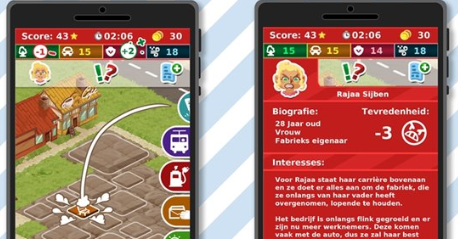 Score: 43 02:06 30
-1 15 +2 18
Score: 43 02:06 30
15 15 14 18
Rajaa Sijben
Biografie:
28 Jaar oud
Vrouw
Fabrieks eigenaar
Tevredenheid:
-3
Interesses:
Voor Rajaa staat haar carrière bovenaan
en ze doet er alles aan om de fabriek, die
ze onlangs van haar vader heeft
overgenomen, lopende te houden.
Het bedrijf is onlangs flink gegroeid en er
zijn nu meer werknemers. Deze komen
vaak met de auto, dus ze zal haar best